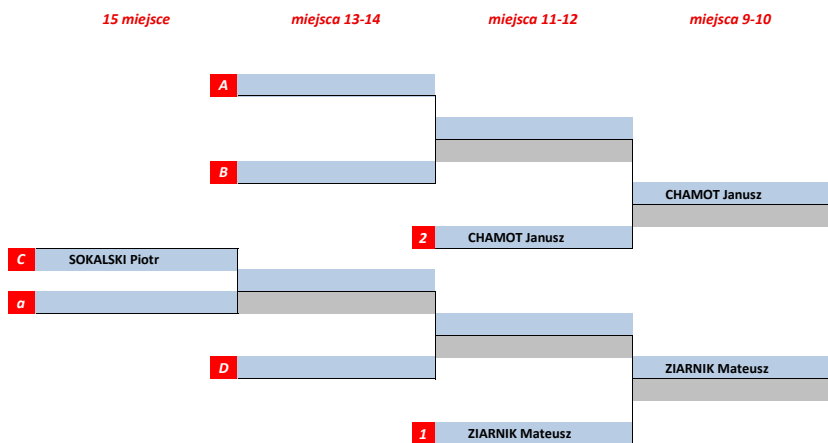 15 miejsce
miejsca 13-14
miejsca 11-12
miejsca 9-10
A
B
CHAMOT Janusz
2 CHAMOT Janusz
C SOKALSKI Piotr
a
D
ZIARNIK Mateusz
1 ZIARNIK Mateusz